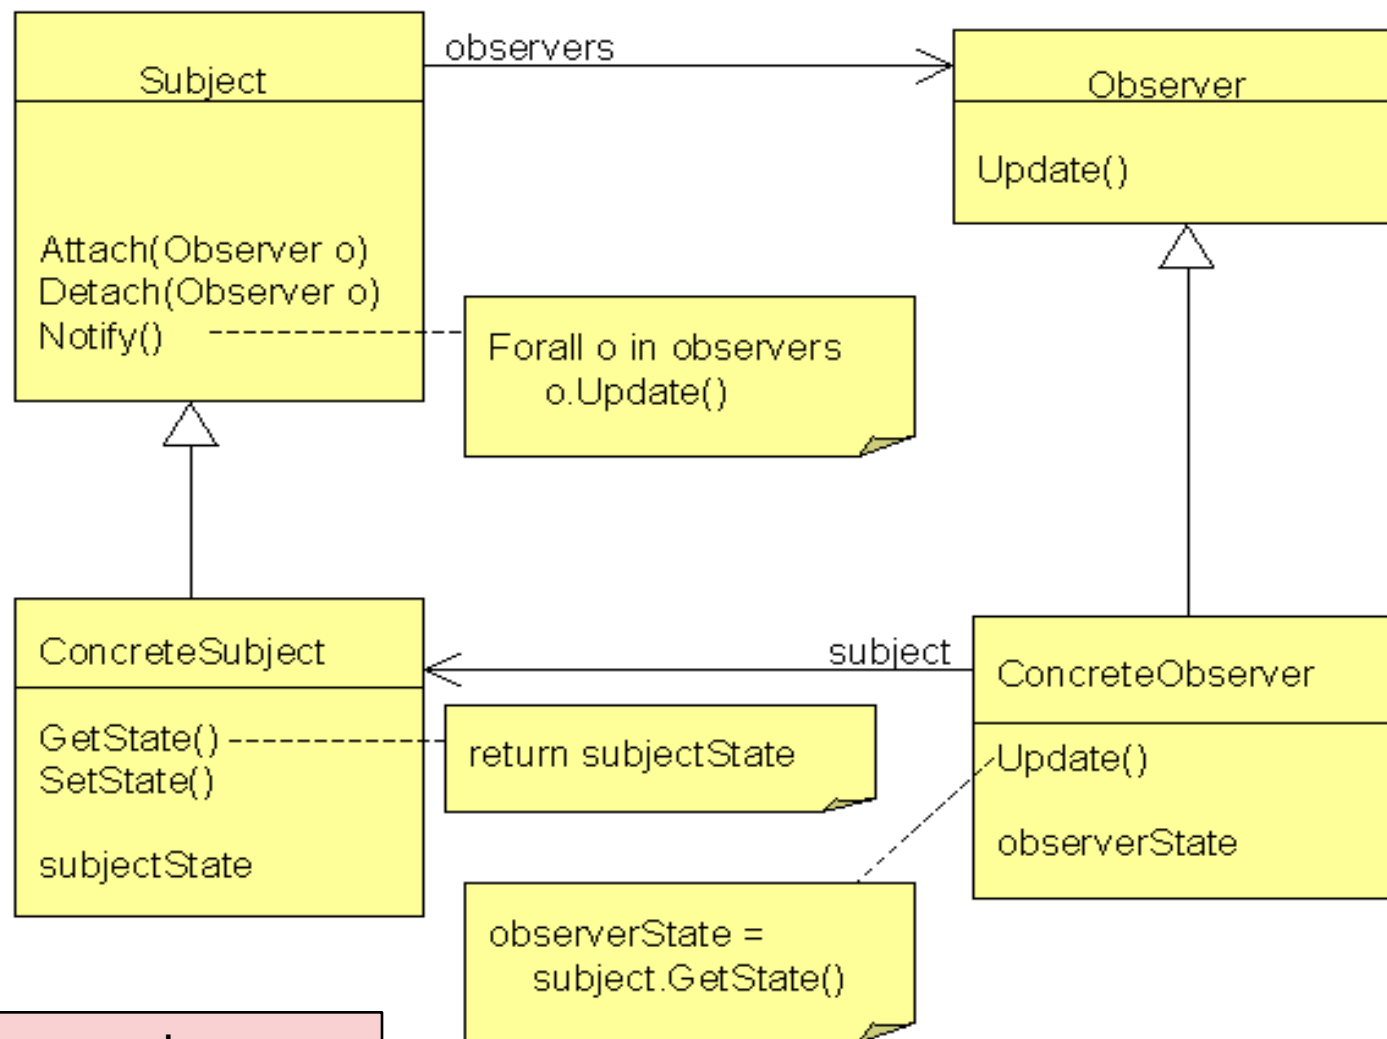 observers
Subject
Observer
Update()
Attach(Observer o)
Detach(Observer o)
Notify()
Forall o in observers
o.Update()
ConcreteSubject
subject
ConcreteObserver
GetState()
SetState()
subjectState
return subjectState
Update()
observerState
observerState =
subject.GetState()